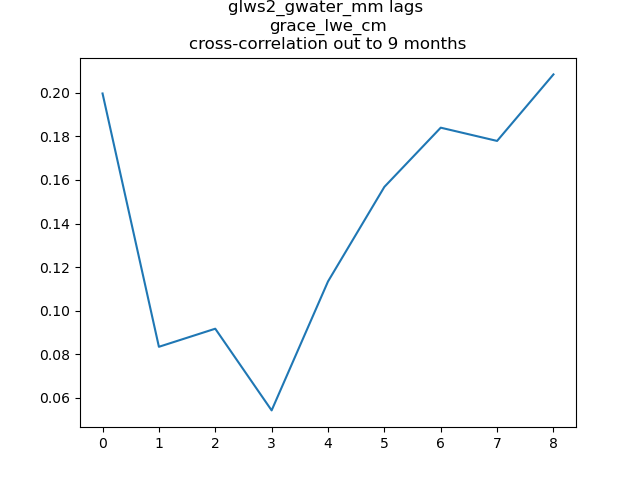 glws2_gwater_mm lags
grace_lwe_cm
cross-correlation out to 9 months
0.20
0.18
0.16
0.14
0.12
0.10
0.08
0.06
0 1 2 3 4 5 6 7 8